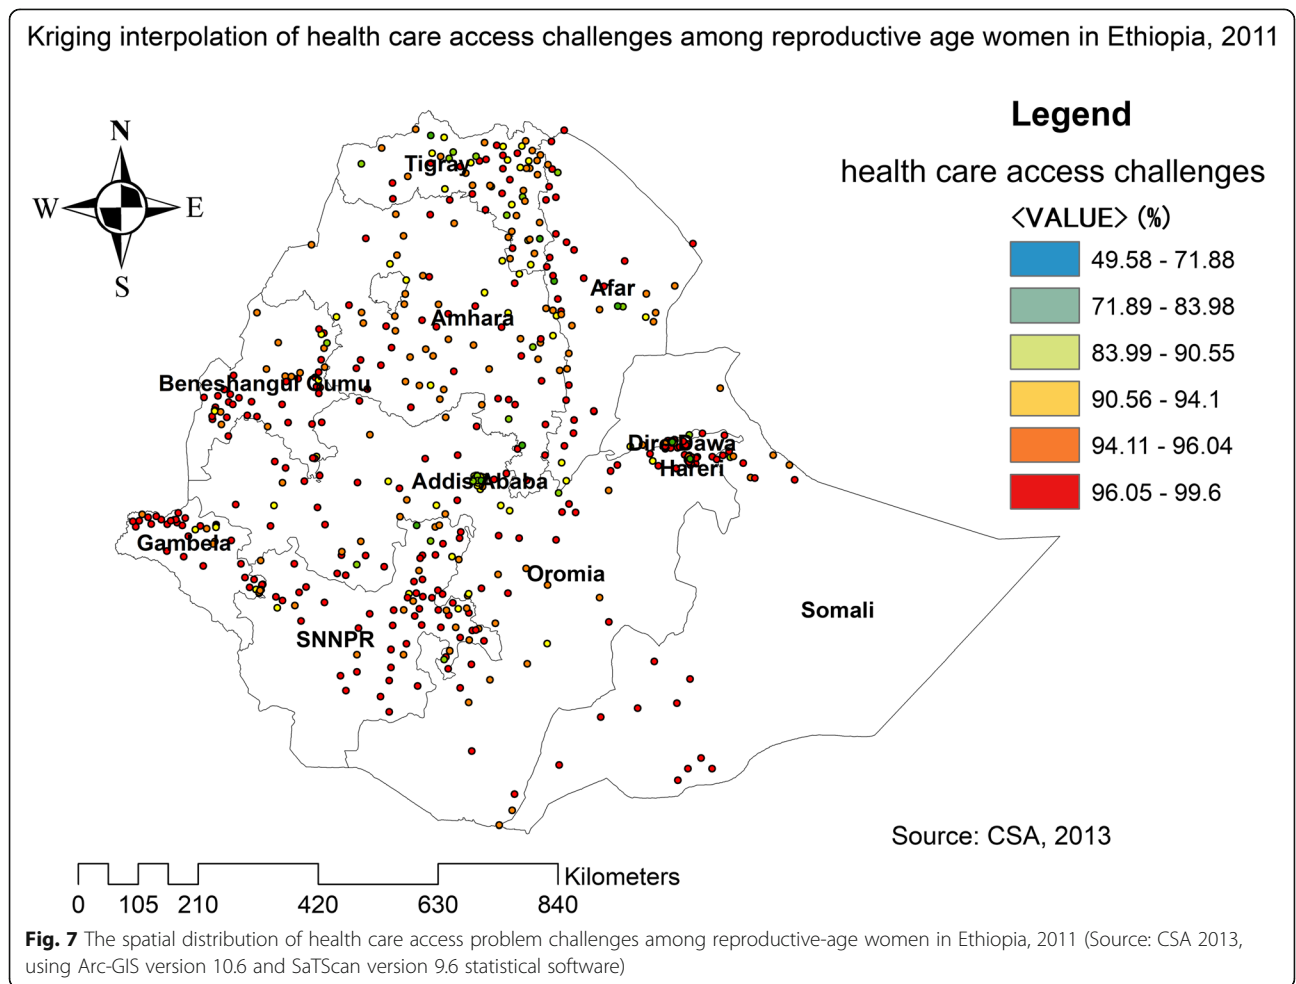 Kriging interpolation of health care access challenges among reproductive age women in Ethiopia, 2011
Legend
health care access challenges
<VALUE> (%)
49.58 - 71.88
71.89 - 83.98
83.99 - 90.55
90.56 - 94.1
94.11 - 96.04
96.05 - 99.6
N
W
E
S
Tigray
Afar
Amhara
Beneshangul Gumu
Dire Dawa
Hareri
Addis Ababa
Gambela
Oromia
Somali
SNNPR
Source: CSA, 2013
Kilometers
0 105 210 420 630 840
Fig. 7 The spatial distribution of health care access problem challenges among reproductive-age women in Ethiopia, 2011 (Source: CSA 2013,
using Arc-GIS version 10.6 and SaTScan version 9.6 statistical software)